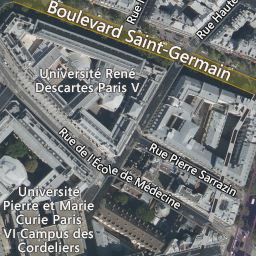 Boulevard Saint-Germain
Rue Haute
Université René
Descartes Paris V
Rue de l'École de Médecine
Rue Pierre Sarrazin
Université
Pierre et Marie
Curie Paris
VI Campus des
Cordeliers